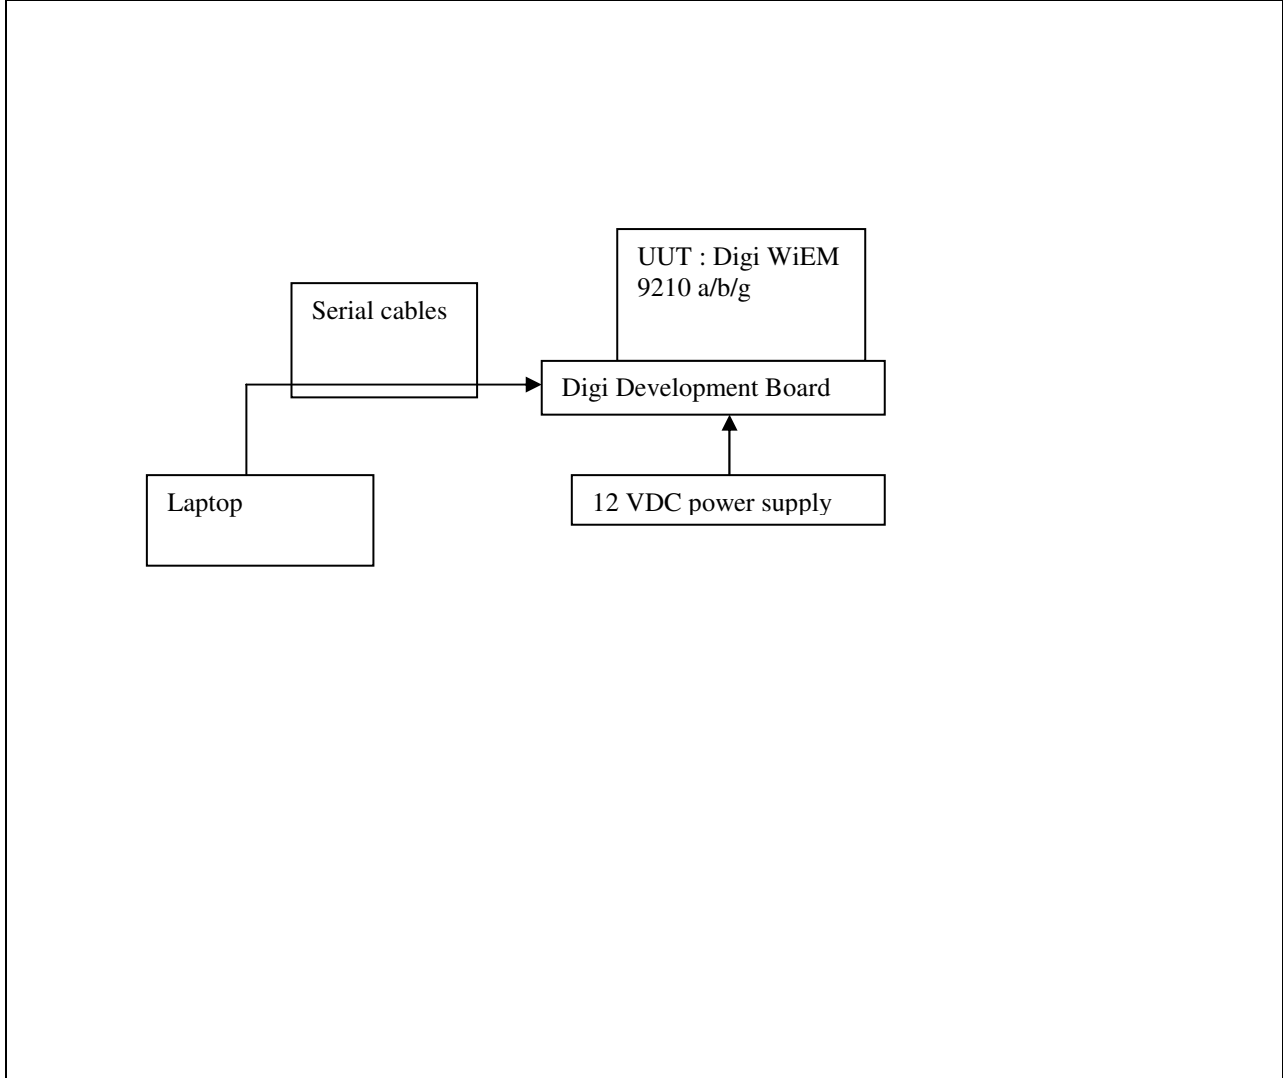 UUT : Digi WiEM
9210 a/b/g
Serial cables
Digi Development Board
Laptop
12 VDC power supply